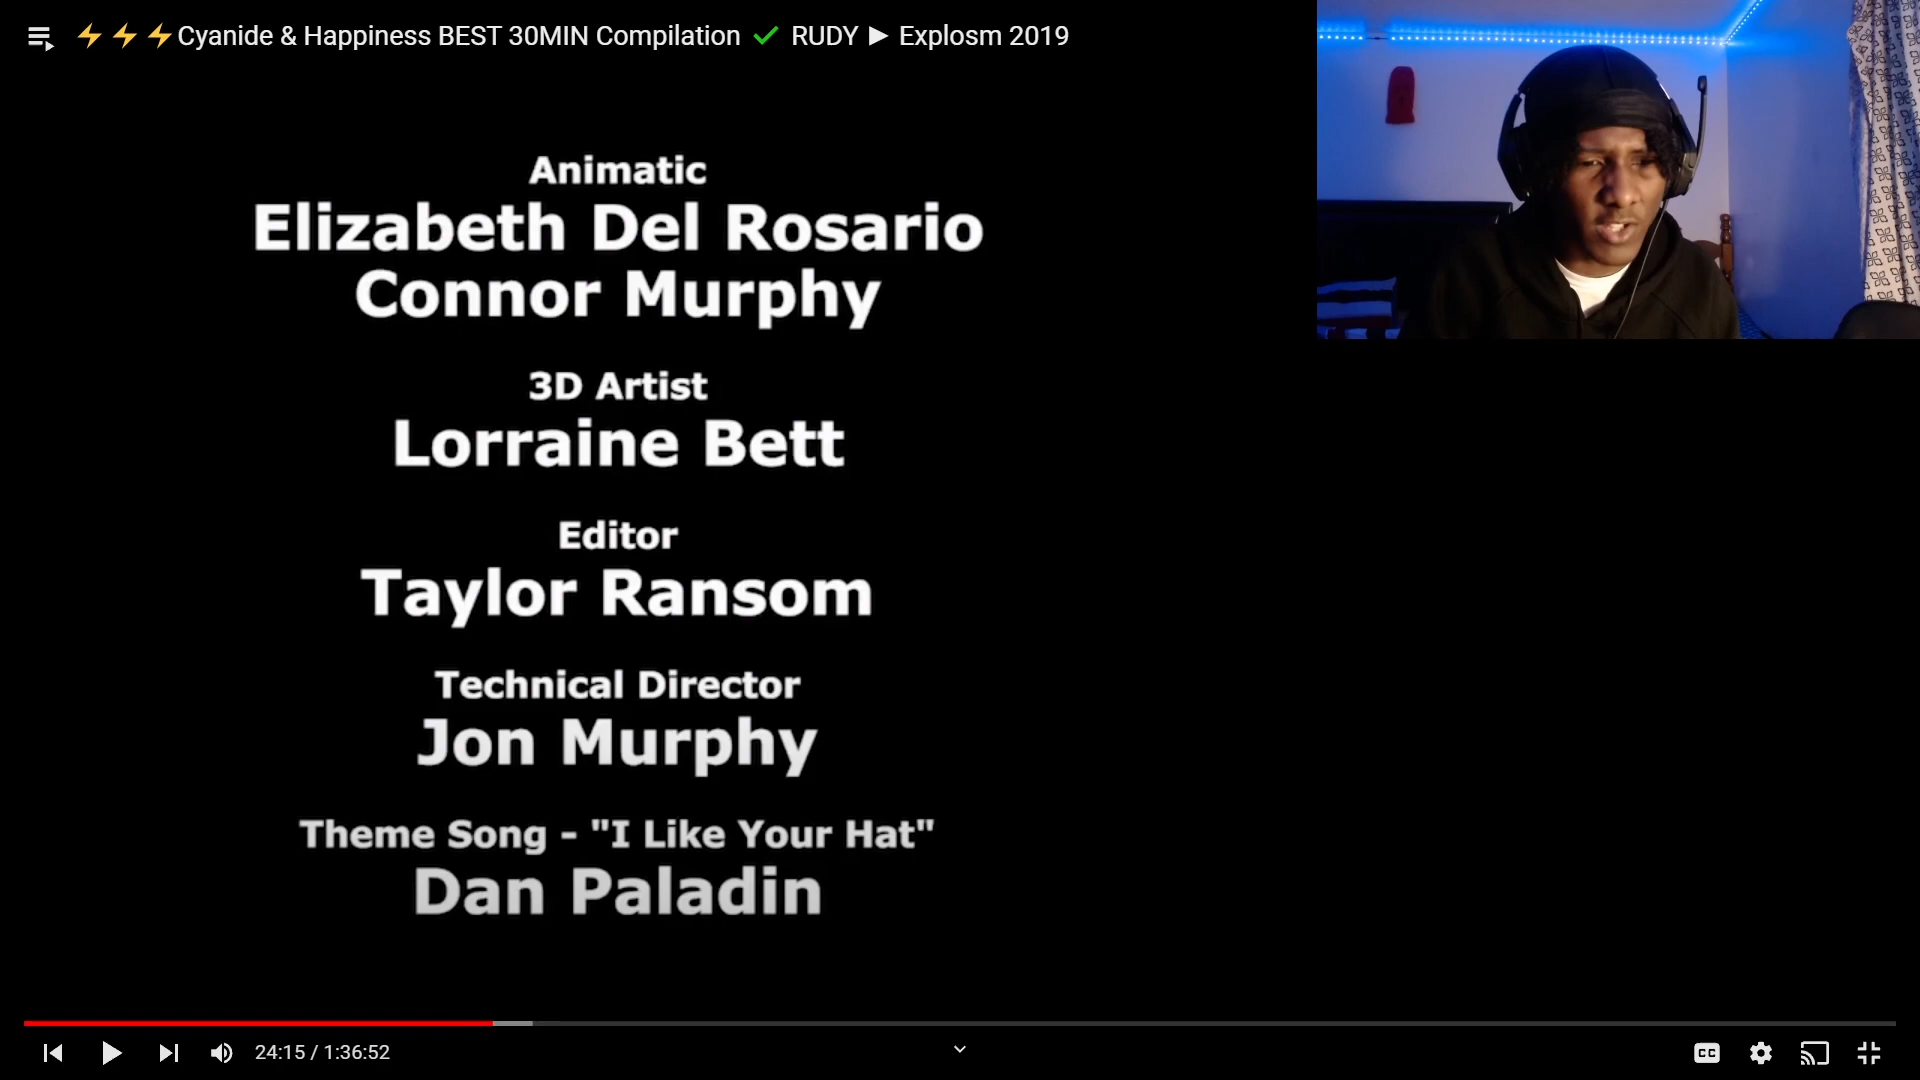 ⚡⚡⚡Cyanide & Happiness BEST 30MIN Compilation ✔ RUDY ► Explosm 2019
Animatic
Elizabeth Del Rosario
Connor Murphy
3D Artist
Lorraine Bett
Editor
Taylor Ransom
Technical Director
Jon Murphy
Theme Song - "I Like Your Hat"
Dan Paladin
24:15 / 1:36:52
CC